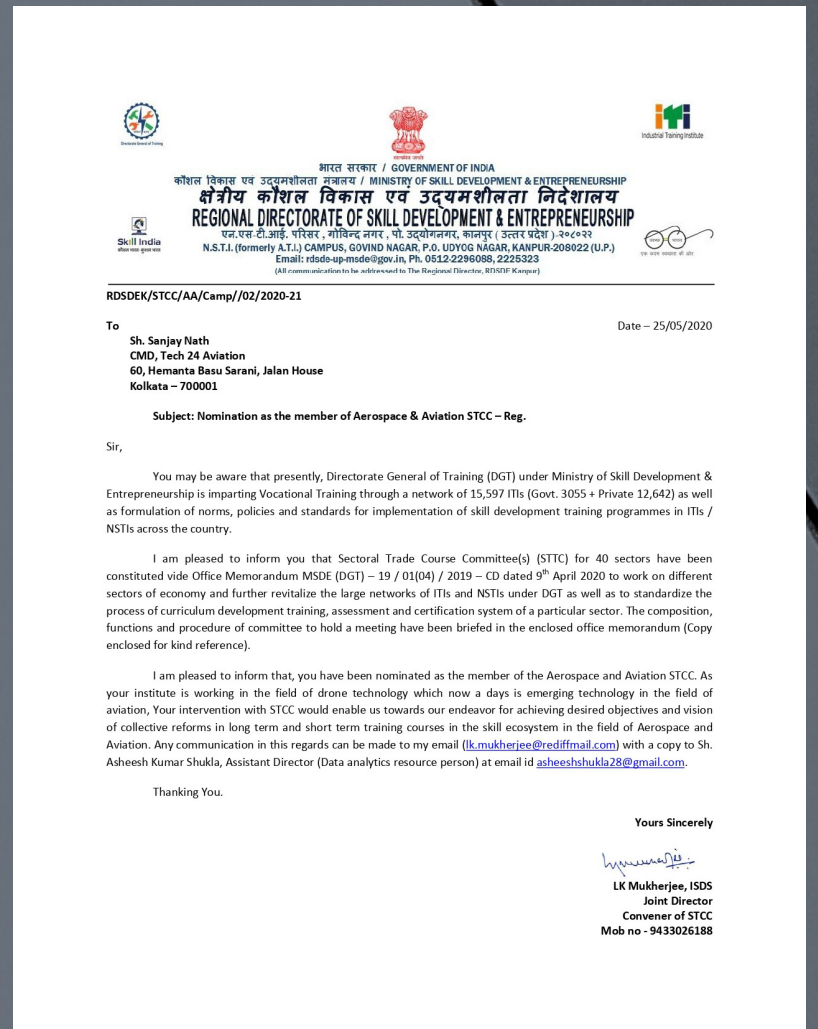 Directorate General of Training
सत्यमेव जयते
Industrial Training Institute
भारत सरकार / GOVERNMENT OF INDIA
कौशल विकास एवं उद्यमशीलता मंत्रालय / MINISTRY OF SKILL DEVELOPMENT & ENTREPRENEURSHIP
क्षेत्रीय कौशल विकास एवं उद्यमशीलता निदेशालय
REGIONAL DIRECTORATE OF SKILL DEVELOPMENT & ENTREPRENEURSHIP
एन.एस-टी.आई. परिसर , गोविन्द नगर , पो. उद्योगनगर, कानपुर ( उत्तर प्रदेश )-२०८०२२
N.S.T.I. (formerly A.T.I.) CAMPUS, GOVIND NAGAR, P.O. UDYOG NAGAR, KANPUR-208022 (U.P.)
Email: rdsde-up-msde@gov.in, Ph. 0512-2296088, 2225323
(All communication to be addressed to The Regional Director, RDSDE Kanpur)
Skill India
कौशल भारत-कुशल भारत
स्वच्छ भारत
एक कदम स्वच्छता की ओर
RDSDEK/STCC/AA/Camp//02/2020-21
To
Date – 25/05/2020
Sh. Sanjay Nath
CMD, Tech 24 Aviation
60, Hemanta Basu Sarani, Jalan House
Kolkata – 700001
Subject: Nomination as the member of Aerospace & Aviation STCC – Reg.
Sir,
You may be aware that presently, Directorate General of Training (DGT) under Ministry of Skill Development &
Entrepreneurship is imparting Vocational Training through a network of 15,597 ITIs (Govt. 3055 + Private 12,642) as well
as formulation of norms, policies and standards for implementation of skill development training programmes in ITIs /
NSTIs across the country.
I am pleased to inform you that Sectoral Trade Course Committee(s) (STTC) for 40 sectors have been
constituted vide Office Memorandum MSDE (DGT) – 19 / 01(04) / 2019 – CD dated 9th April 2020 to work on different
sectors of economy and further revitalize the large networks of ITIs and NSTIs under DGT as well as to standardize the
process of curriculum development training, assessment and certification system of a particular sector. The composition,
functions and procedure of committee to hold a meeting have been briefed in the enclosed office memorandum (Copy
enclosed for kind reference).
I am pleased to inform that, you have been nominated as the member of the Aerospace and Aviation STCC. As
your institute is working in the field of drone technology which now a days is emerging technology in the field of
aviation, Your intervention with STCC would enable us towards our endeavor for achieving desired objectives and vision
of collective reforms in long term and short term training courses in the skill ecosystem in the field of Aerospace and
Aviation. Any communication in this regards can be made to my email (lk.mukherjee@rediffmail.com) with a copy to Sh.
Asheesh Kumar Shukla, Assistant Director (Data analytics resource person) at email id asheeshshukla28@gmail.com.
Thanking You.
Yours Sincerely
LK Mukherjee, ISDS
Joint Director
Convener of STCC
Mob no - 9433026188